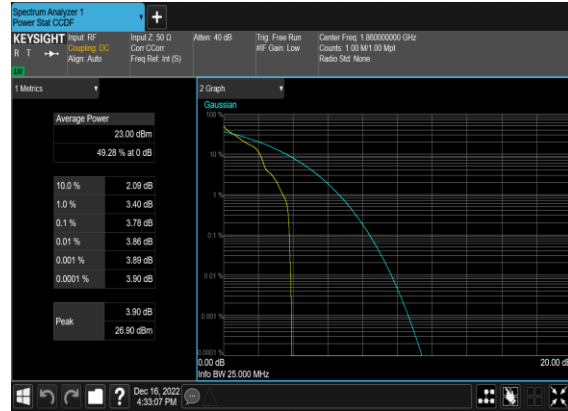 Spectrum Analyzer 1
Power Stat CCDF
KEYSIGHT
R T
LXI
Input: RF
Coupling: DC
Align: Auto
Input Z: 50 Ω
Corr CCorr
Freq Ref: Int (S)
Atten: 40 dB
Trig: Free Run
#IF Gain: Low
Center Freq: 1.860000000 GHz
Counts: 1.00 M/1.00 Mpt
Radio Std: None
1 Metrics
Average Power
23.00 dBm
49.28 % at 0 dB
10.0 % 2.09 dB
1.0 % 3.40 dB
0.1 % 3.78 dB
0.01 % 3.86 dB
0.001 % 3.89 dB
0.0001 % 3.90 dB
Peak
3.90 dB
26.90 dBm
2 Graph
Gaussian
100 %
10 %
1 %
0.1 %
0.01 %
0.001 %
0.0001 %
0.00 dB
20.00 dB
Info BW 25.000 MHz
?
Dec 16, 2022
4:33:07 PM